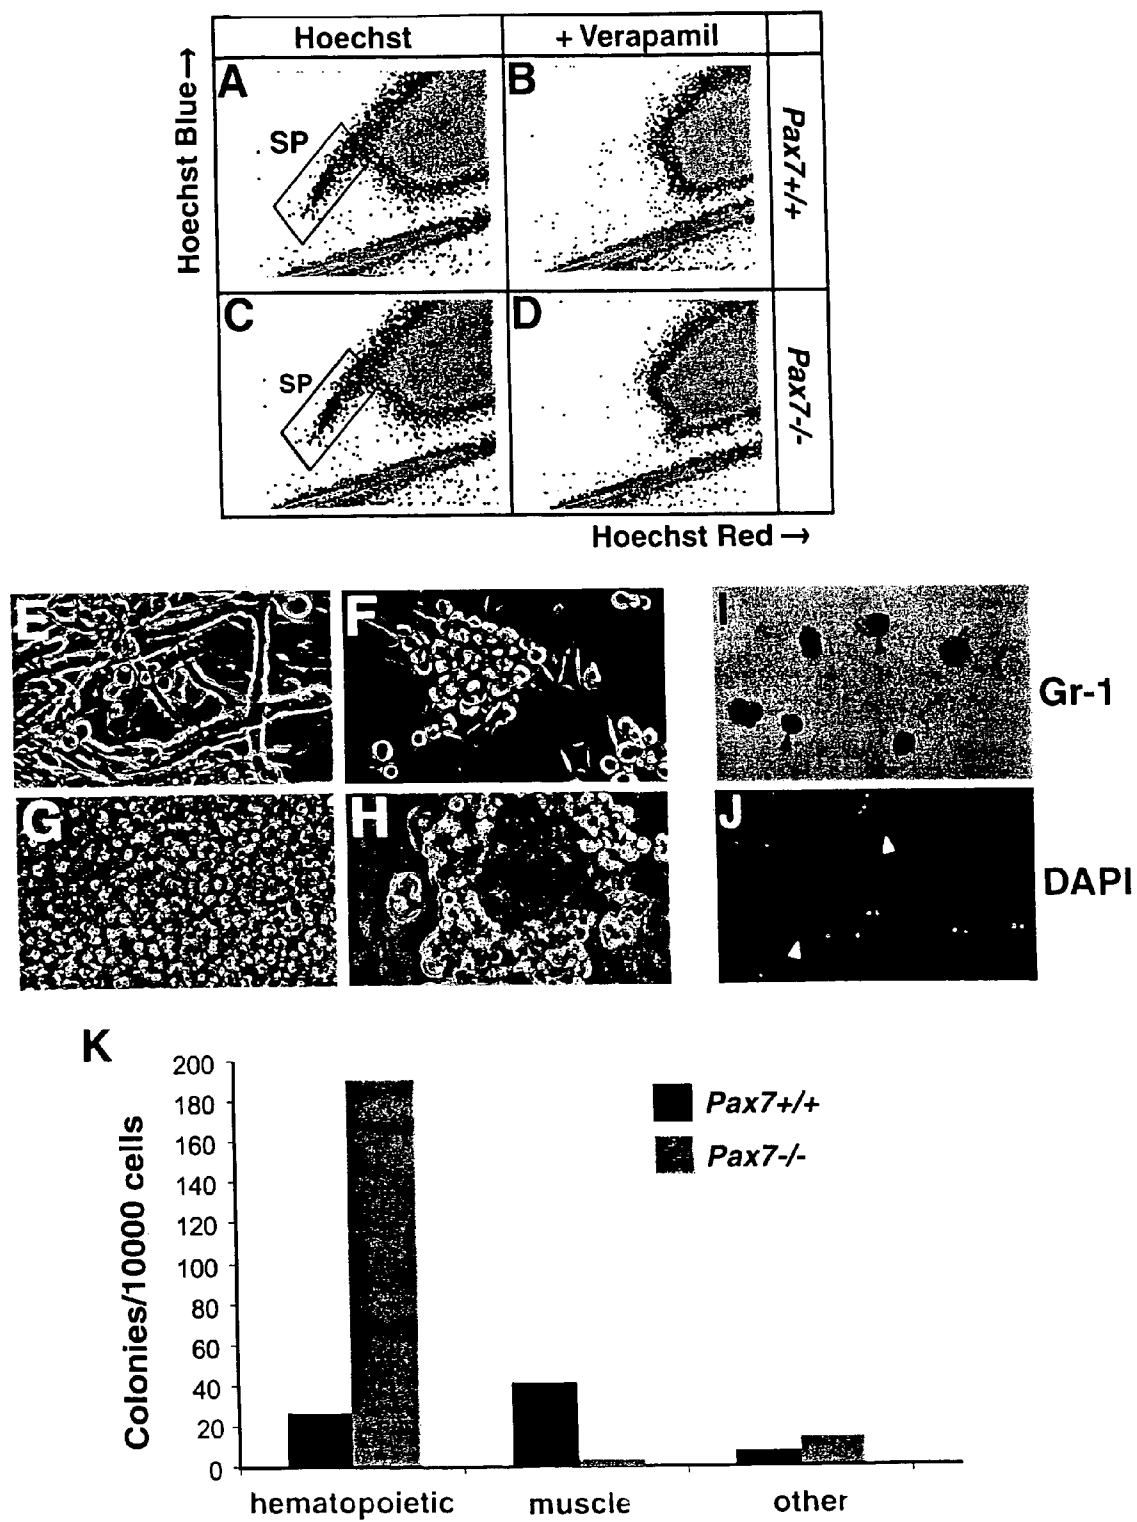 Hoechst
+ Verapamil
Hoechst Blue→
A
B
SP
Pax7+/+
C
D
SP
Pax7-/-
Hoechst Red →
E
F
I
Gr-1
G
H
J
DAPI
K
Colonies/10000 cells
200
180
160
140
120
100
80
60
40
20
0
Pax7+/+
Pax7-/-
hematopoietic
muscle
other